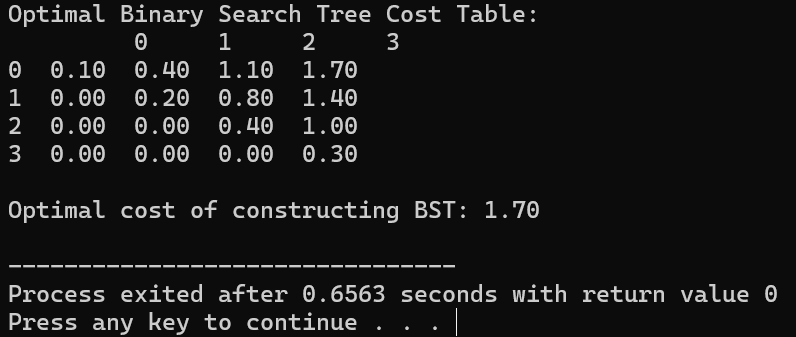 Optimal Binary Search Tree Cost Table:
         0     1     2     3
0  0.10  0.40  1.10  1.70
1  0.00  0.20  0.80  1.40
2  0.00  0.00  0.40  1.00
3  0.00  0.00  0.00  0.30
Optimal cost of constructing BST: 1.70
--------------------------------
Process exited after 0.6563 seconds with return value 0
Press any key to continue . . .